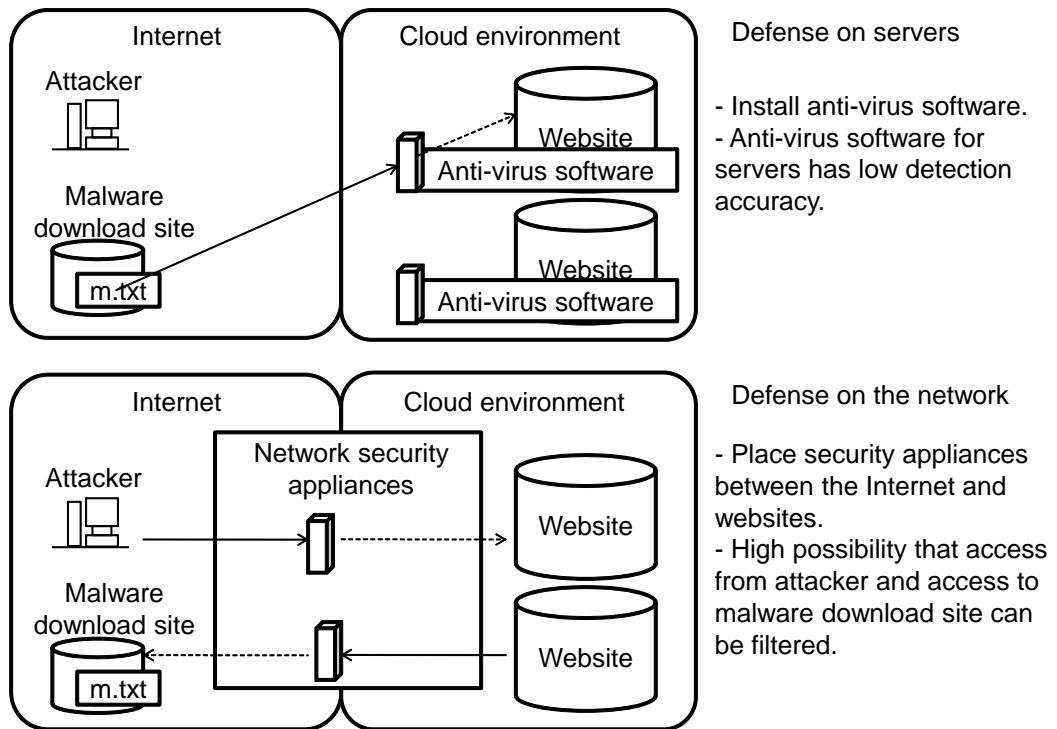 Internet
Cloud environment
Attacker
Website
Anti-virus software
Malware
download site
m.txt
Website
Anti-virus software
Defense on servers
- Install anti-virus software.
- Anti-virus software for
servers has low detection
accuracy.
Internet
Cloud environment
Network security
appliances
Attacker
Website
Malware
download site
m.txt
Website
Defense on the network
- Place security appliances
between the Internet and
websites.
- High possibility that access
from attacker and access to
malware download site can
be filtered.